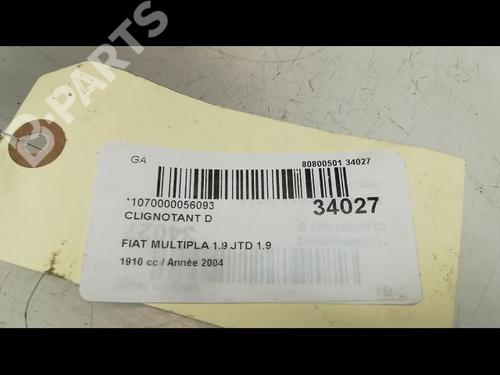 D-PARTS
GA
80800501 34027
*1070000056093
34027
CLIGNOTANT D
FIAT MULTIPLA 1.9 JTD 1.9
1910 cc / Année 2004